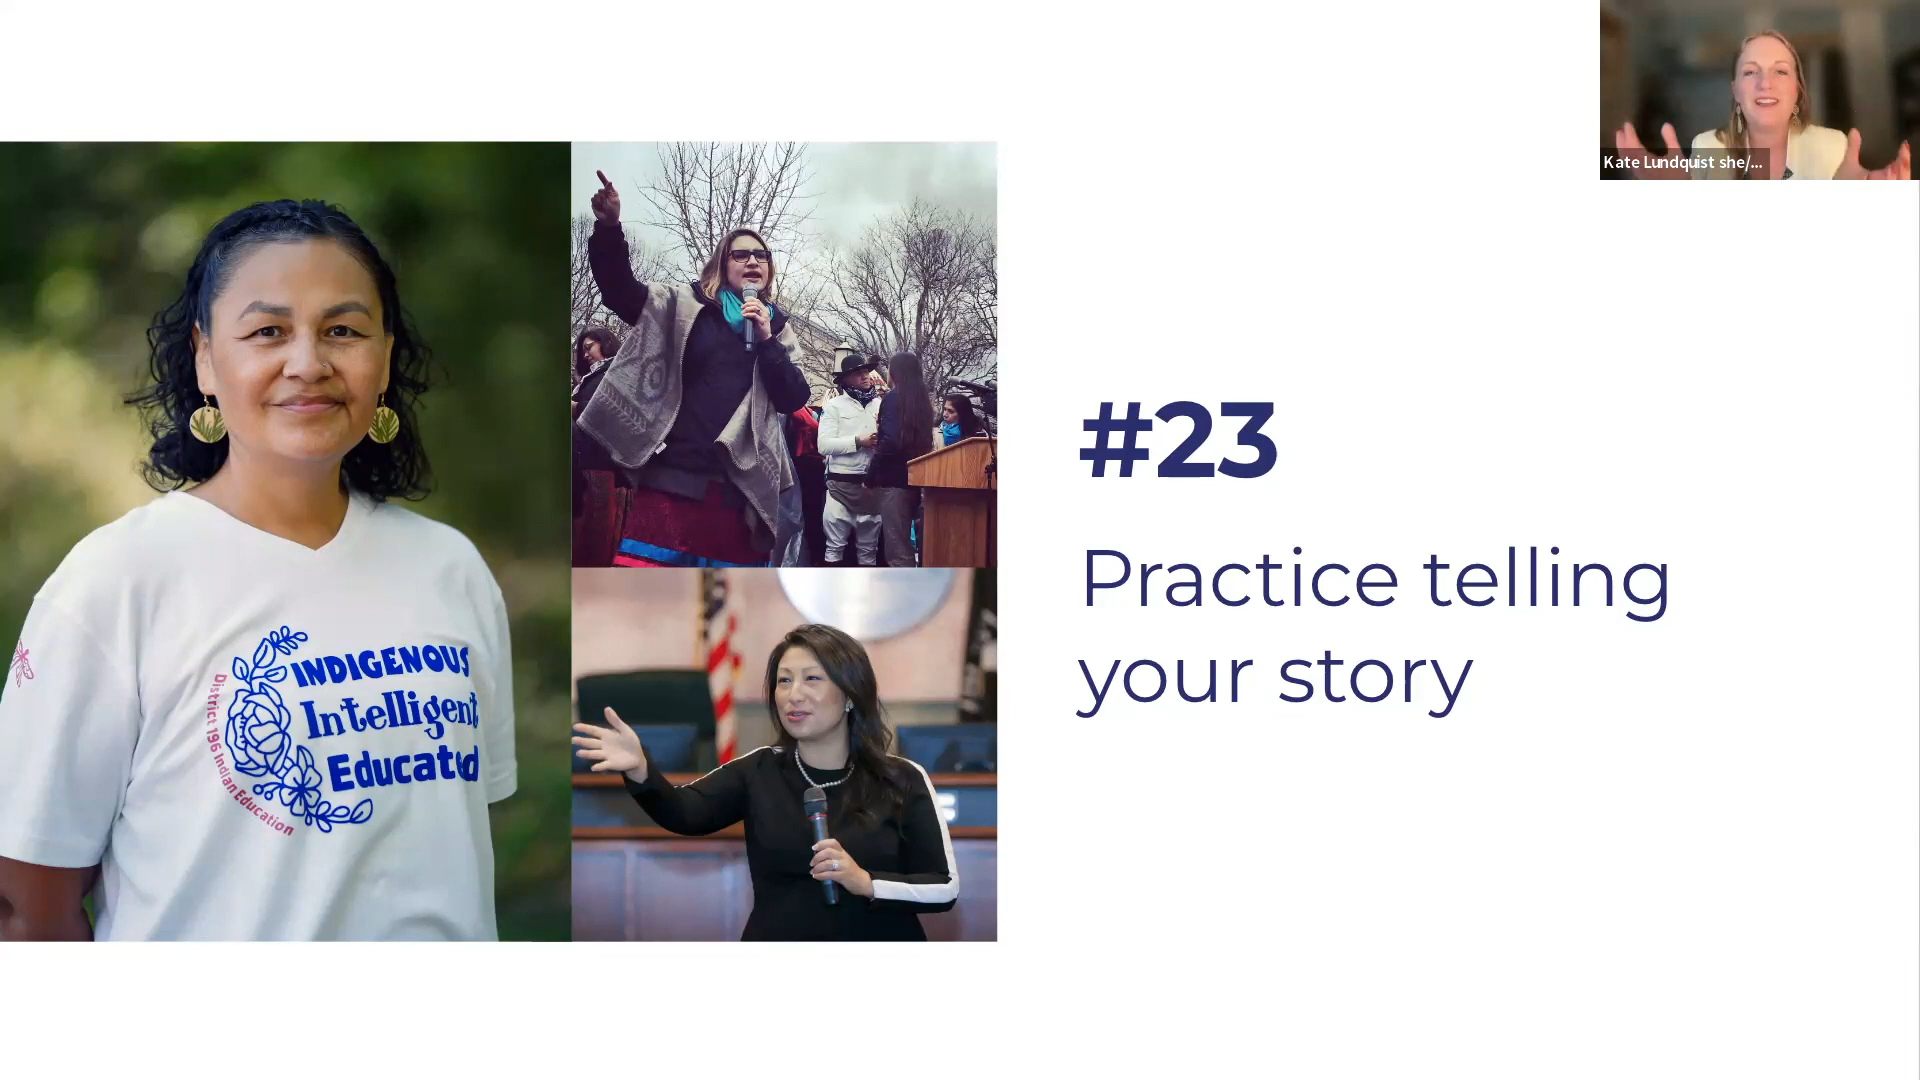 Kate Lundquist she/...
#23
Practice telling
your story
INDIGENOUS
Intelligent
Educated
District 196 Indian Education